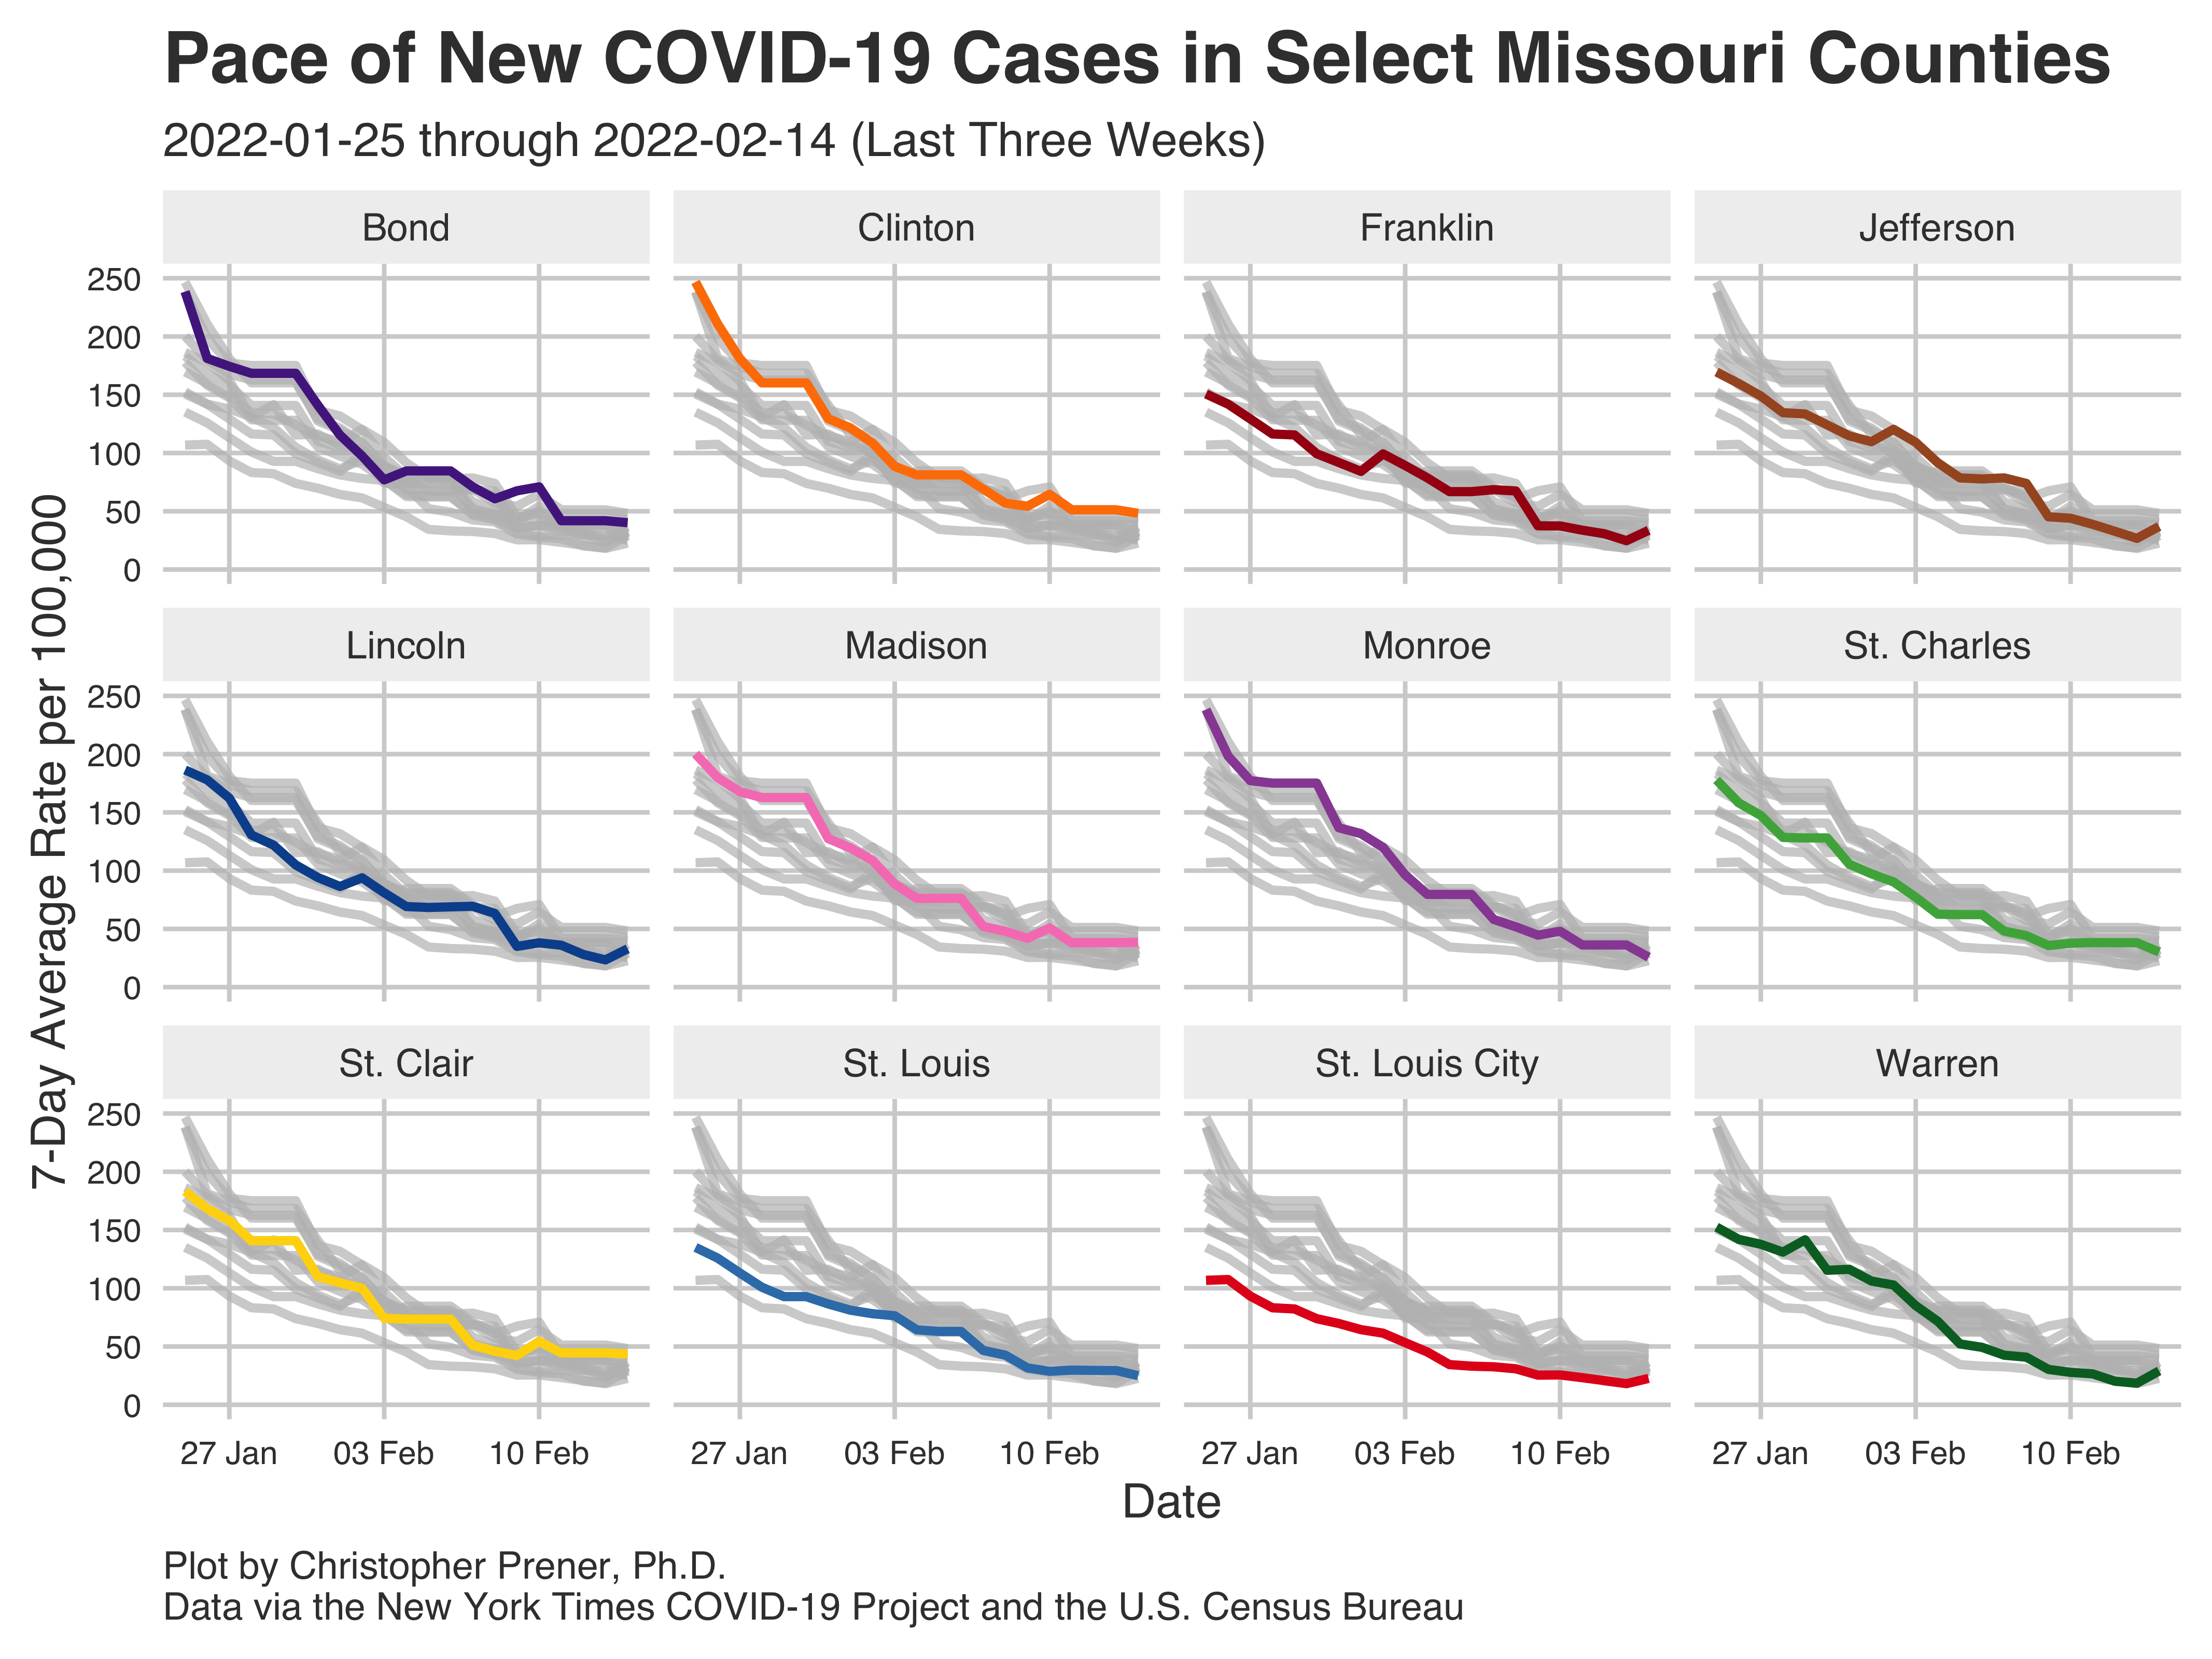 Pace of New COVID-19 Cases in Select Missouri Counties
2022-01-25 through 2022-02-14 (Last Three Weeks)
7-Day Average Rate per 100,000
Bond
Clinton
Franklin
Jefferson
250
200
150
100
50
0
Lincoln
Madison
Monroe
St. Charles
250
200
150
100
50
0
St. Clair
St. Louis
St. Louis City
Warren
250
200
150
100
50
0
27 Jan 03 Feb 10 Feb
27 Jan 03 Feb 10 Feb
27 Jan 03 Feb 10 Feb
27 Jan 03 Feb 10 Feb
Date
Plot by Christopher Prener, Ph.D.
Data via the New York Times COVID-19 Project and the U.S. Census Bureau